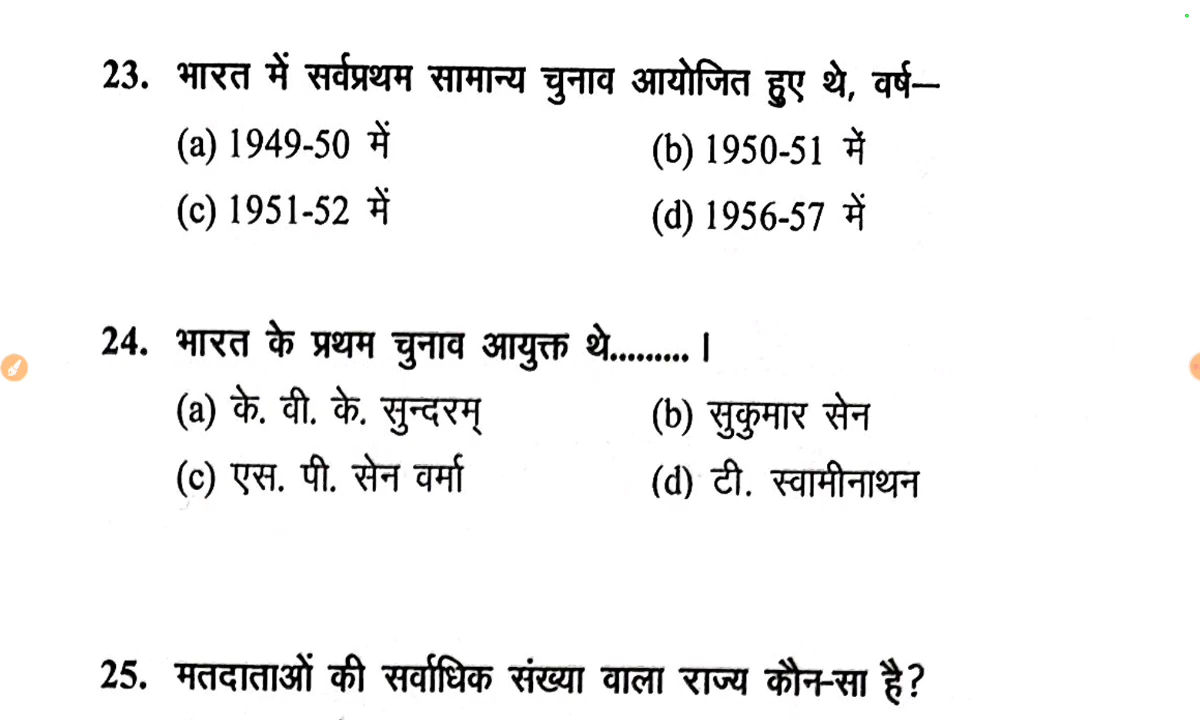 23. भारत में सर्वप्रथम सामान्य चुनाव आयोजित हुए थे, वर्ष—
(a) 1949-50 में (b) 1950-51 में
(c) 1951-52 में (d) 1956-57 में
24. भारत के प्रथम चुनाव आयुक्त थे......... ।
(a) के. वी. के. सुन्दरम् (b) सुकुमार सेन
(c) एस. पी. सेन वर्मा (d) टी. स्वामीनाथन
25. मतदाताओं की सर्वाधिक संख्या वाला राज्य कौन-सा है?